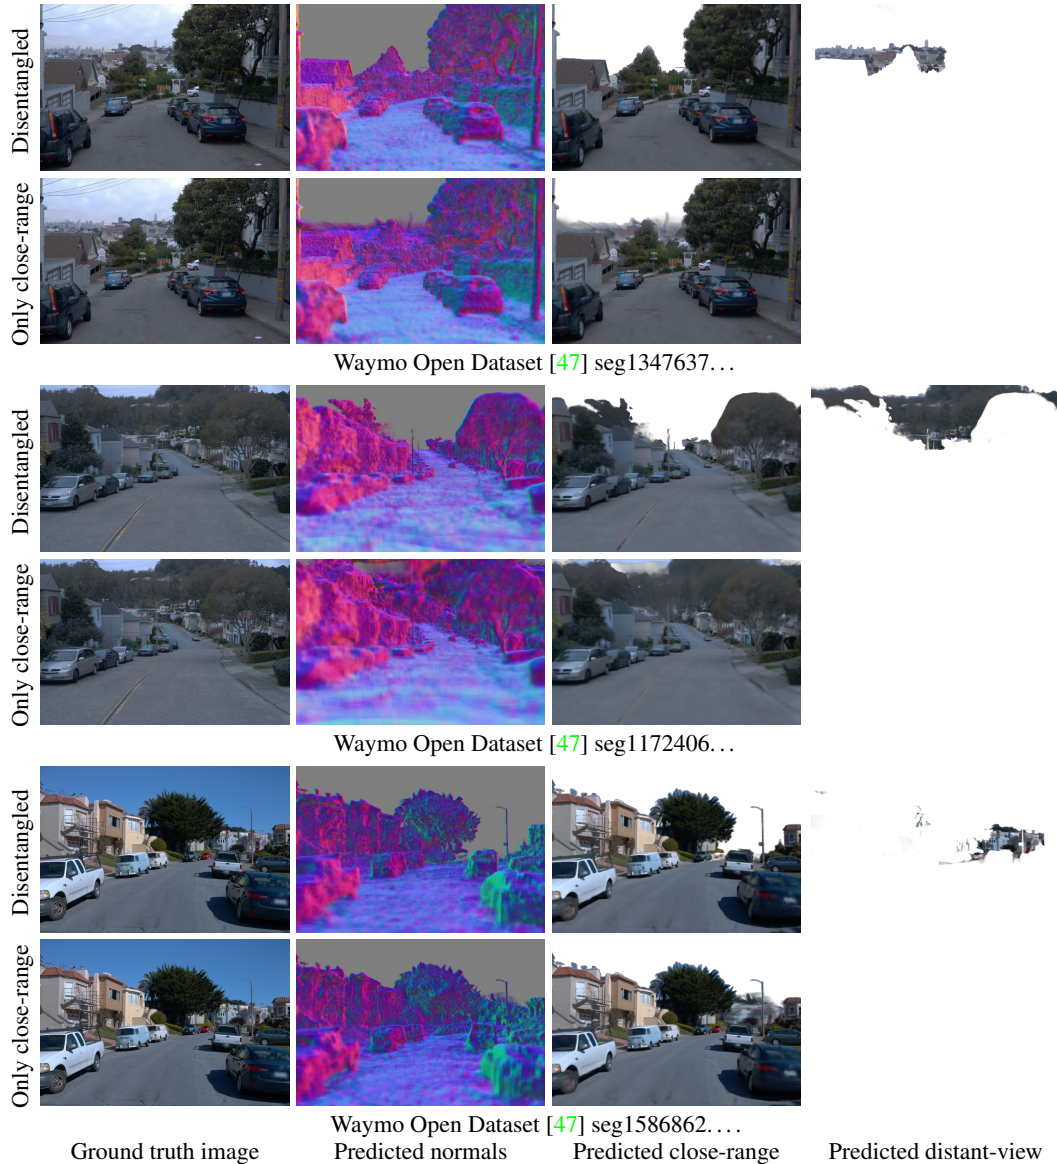 Disentangled
Only close-range
Waymo Open Dataset [47] seg1347637...
Disentangled
Only close-range
Waymo Open Dataset [47] seg1172406...
Disentangled
Only close-range
Waymo Open Dataset [47] seg1586862....
Ground truth image Predicted normals Predicted close-range Predicted distant-view